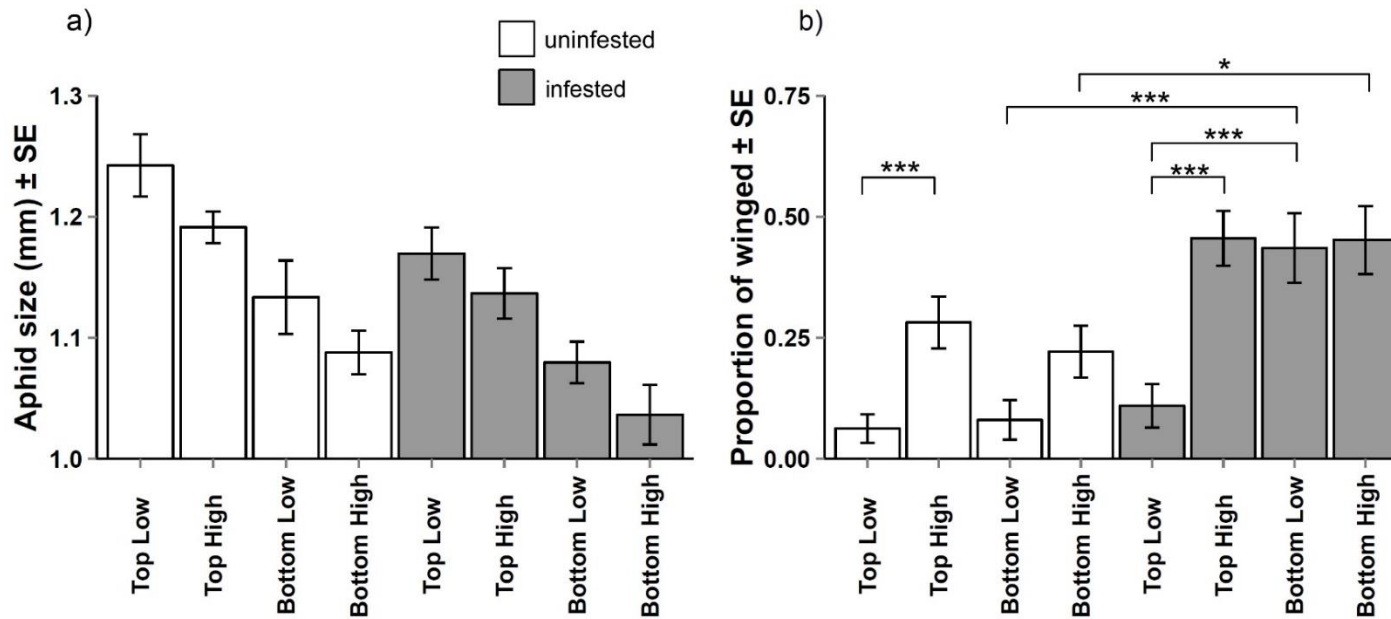 a)
uninfested
infested
Aphid size (mm) ± SE
1.3
1.2
1.1
1.0
Top Low
Top High
Bottom Low
Bottom High
Top Low
Top High
Bottom Low
Bottom High
b)
Proportion of winged ± SE
0.75
0.50
0.25
0.00
*
***
***
***
***
Top Low
Top High
Bottom Low
Bottom High
Top Low
Top High
Bottom Low
Bottom High